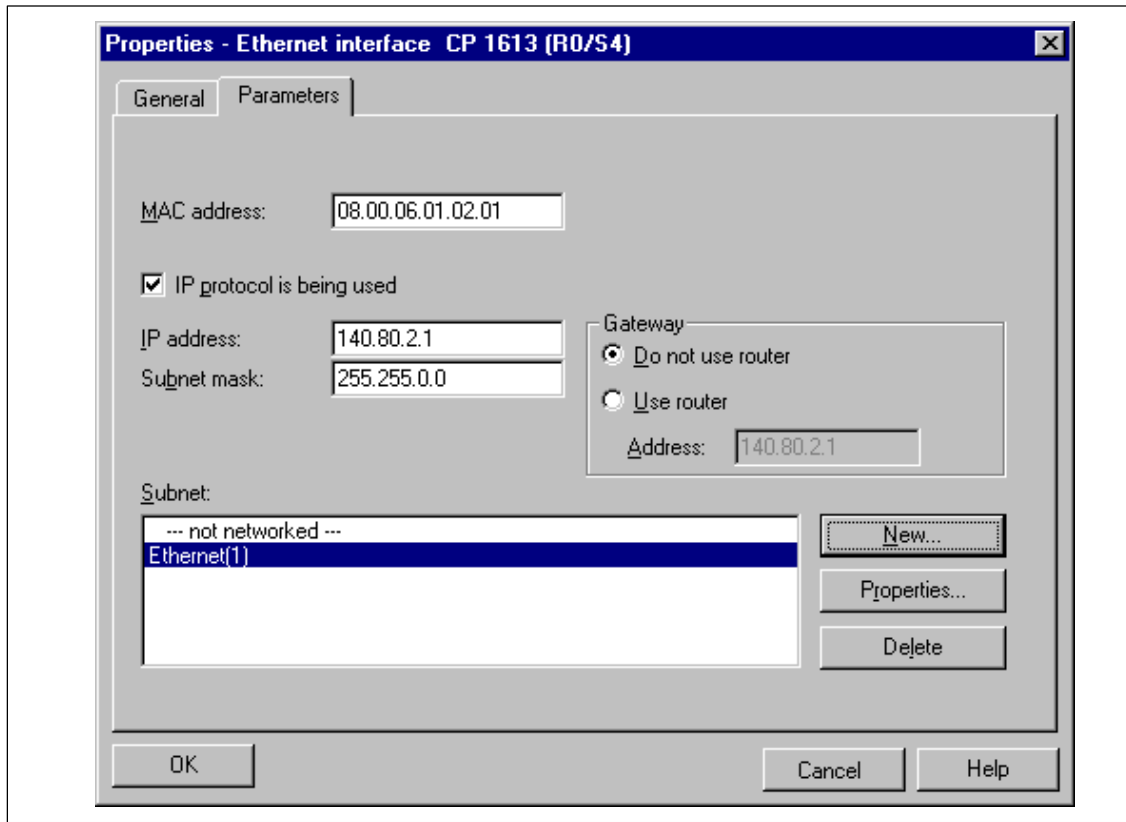 Properties - Ethernet interface CP 1613 (R0/S4)
General
Parameters
MAC address:
08.00.06.01.02.01
IP protocol is being used
IP address:
140.80.2.1
Subnet mask:
255.255.0.0
Gateway
Do not use router
Use router
Address:
140.80.2.1
Subnet:
--- not networked ---
Ethernet(1)
New...
Properties...
Delete
OK
Cancel
Help